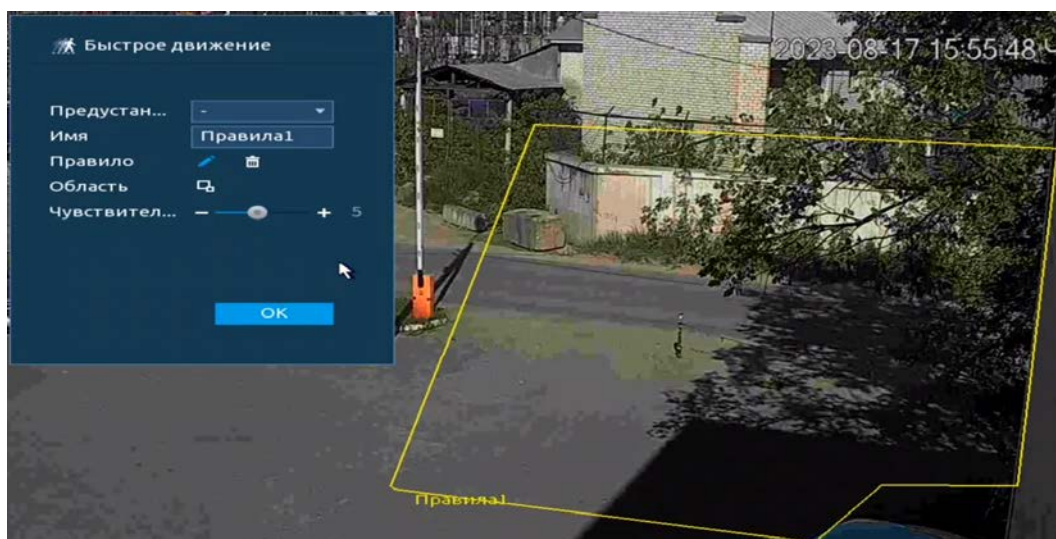 Быстрое движение
2023-08-17 15:55:48 Ч
Предустан... -
Имя Правила1
Правило
Область
Чувствител... − + 5
OK
Правила1